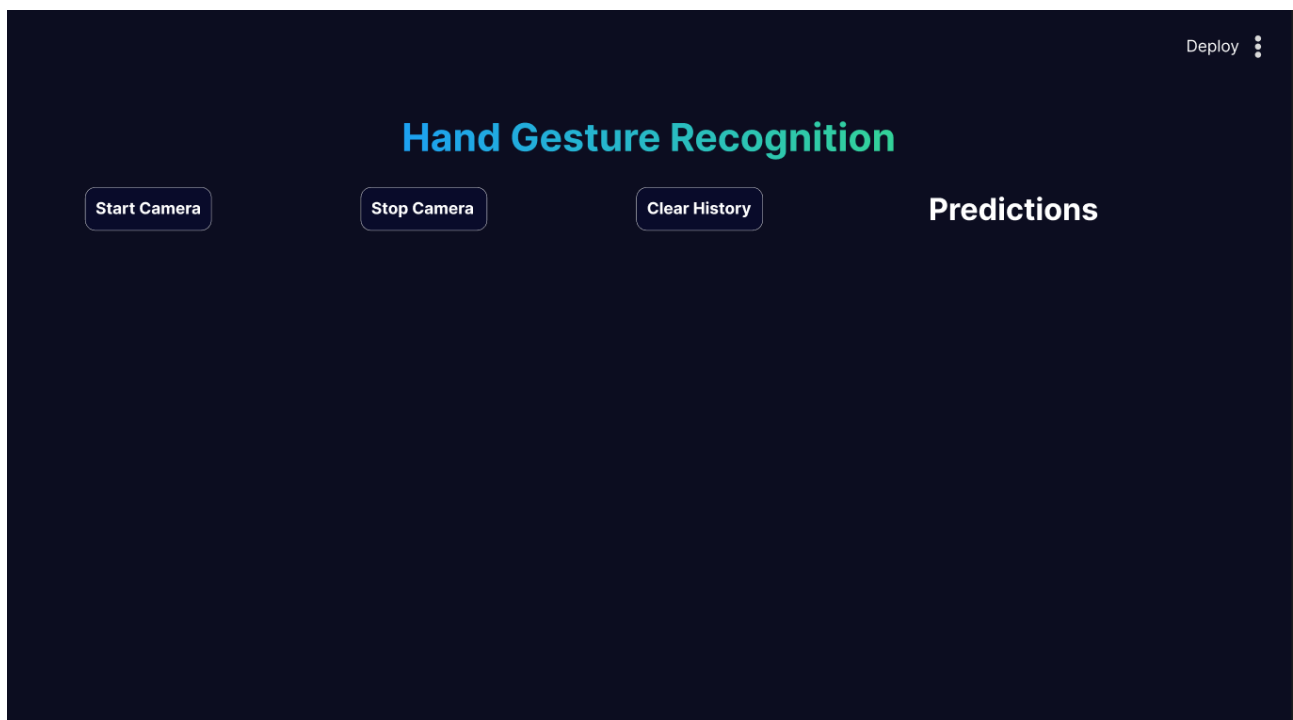 Deploy
Hand Gesture Recognition
Start Camera
Stop Camera
Clear History
Predictions